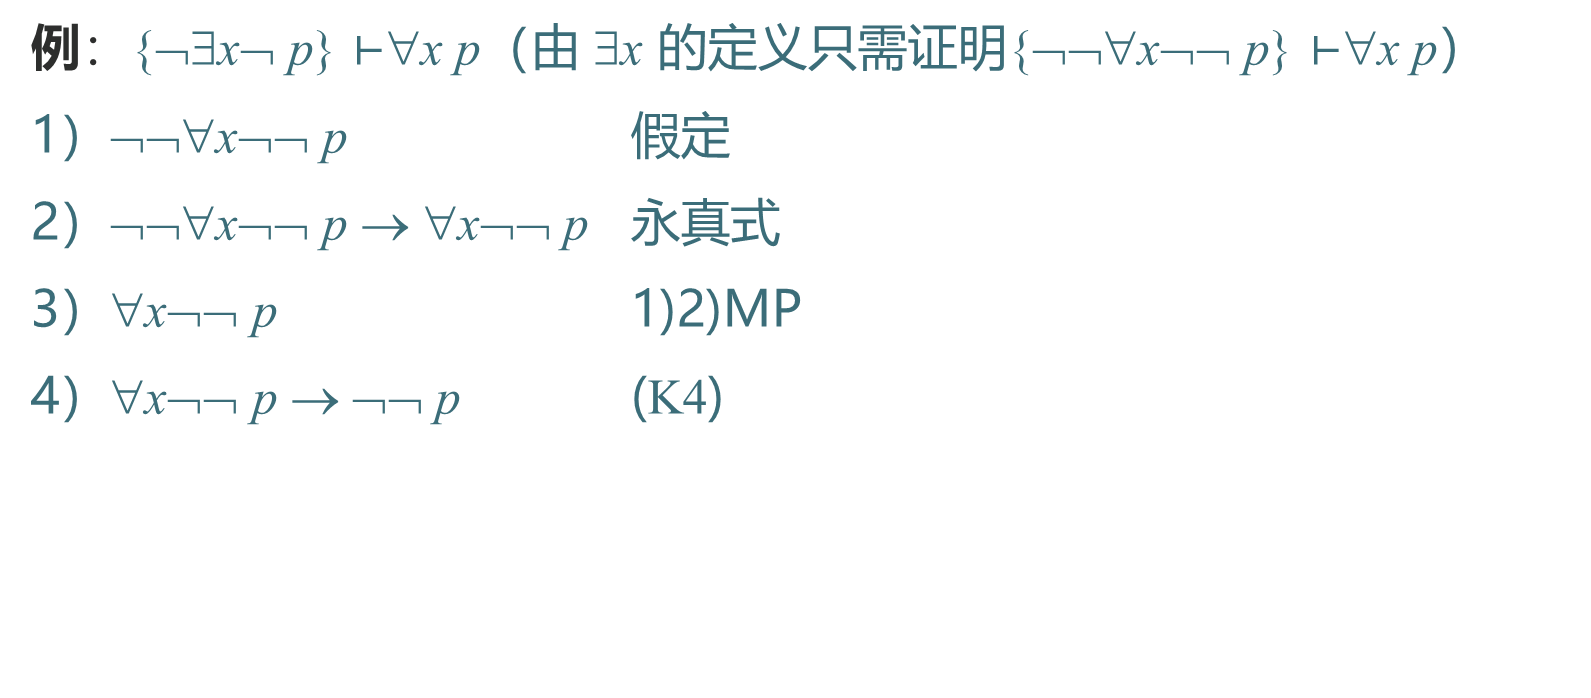 例：{¬∃x¬ p} ⊢∀x p（由 ∃x 的定义只需证明{¬¬∀x¬¬ p} ⊢∀x p）
1）¬¬∀x¬¬ p 假定
2）¬¬∀x¬¬ p → ∀x¬¬ p 永真式
3）∀x¬¬ p 1)2)MP
4）∀x¬¬ p → ¬¬ p (K4)